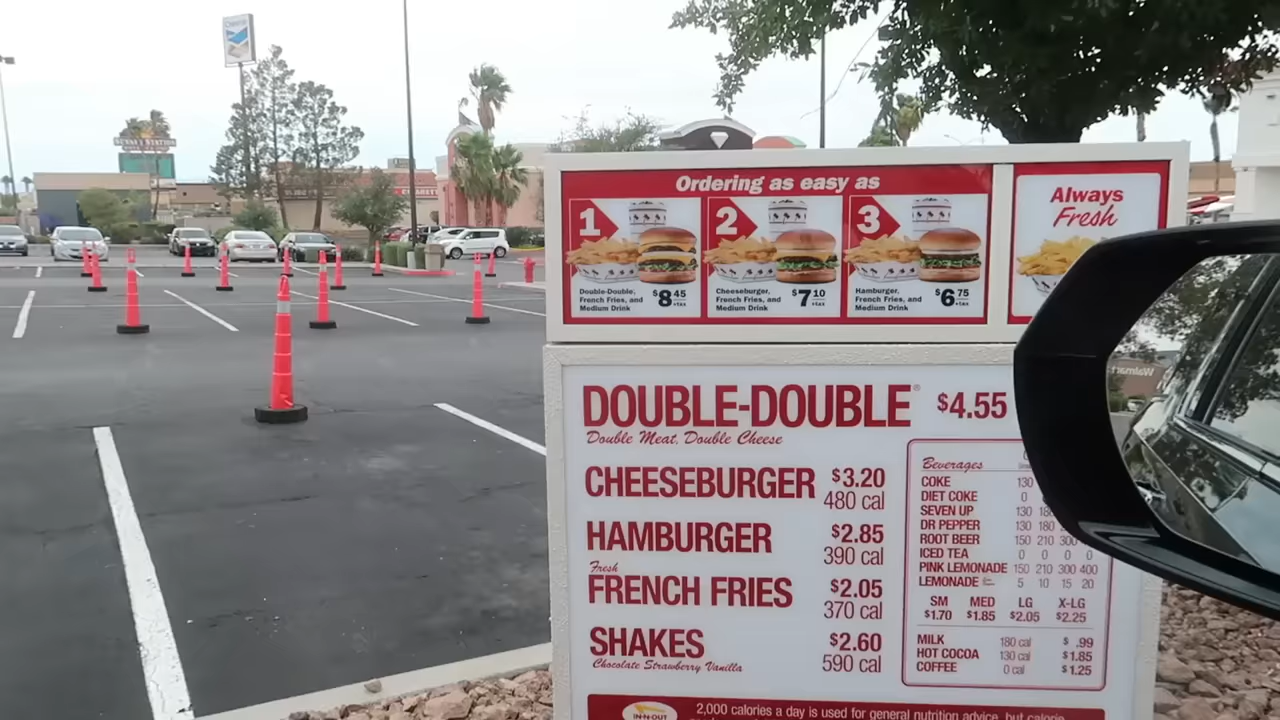 Chevron
SUNSET STATION
Ordering as easy as
1
Double-Double,
French Fries, and
Medium Drink
$8 45
+tax
2
Cheeseburger,
French Fries, and
Medium Drink
$7 10
+tax
3
Hamburger,
French Fries, and
Medium Drink
$6 75
+tax
Always
Fresh
DOUBLE-DOUBLE® $4.55
Double Meat, Double Cheese
CHEESEBURGER $3.20
480 cal
HAMBURGER $2.85
390 cal
Fresh
FRENCH FRIES $2.05
370 cal
SHAKES $2.60
Chocolate Strawberry Vanilla 590 cal
Beverages
COKE 130
DIET COKE 0
SEVEN UP 130 180
DR PEPPER 130 180
ROOT BEER 150 210 300
ICED TEA 0 0 0 0
PINK LEMONADE 150 210 300 400
LEMONADE 5 10 15 20
SM MED LG X-LG
$1.70 $1.85 $2.05 $2.25
MILK 180 cal $ .99
HOT COCOA 130 cal $1.85
COFFEE 0 cal $1.25
IN-N-OUT
2,000 calories a day is used for general nutrition advice, but calorie
Walmart